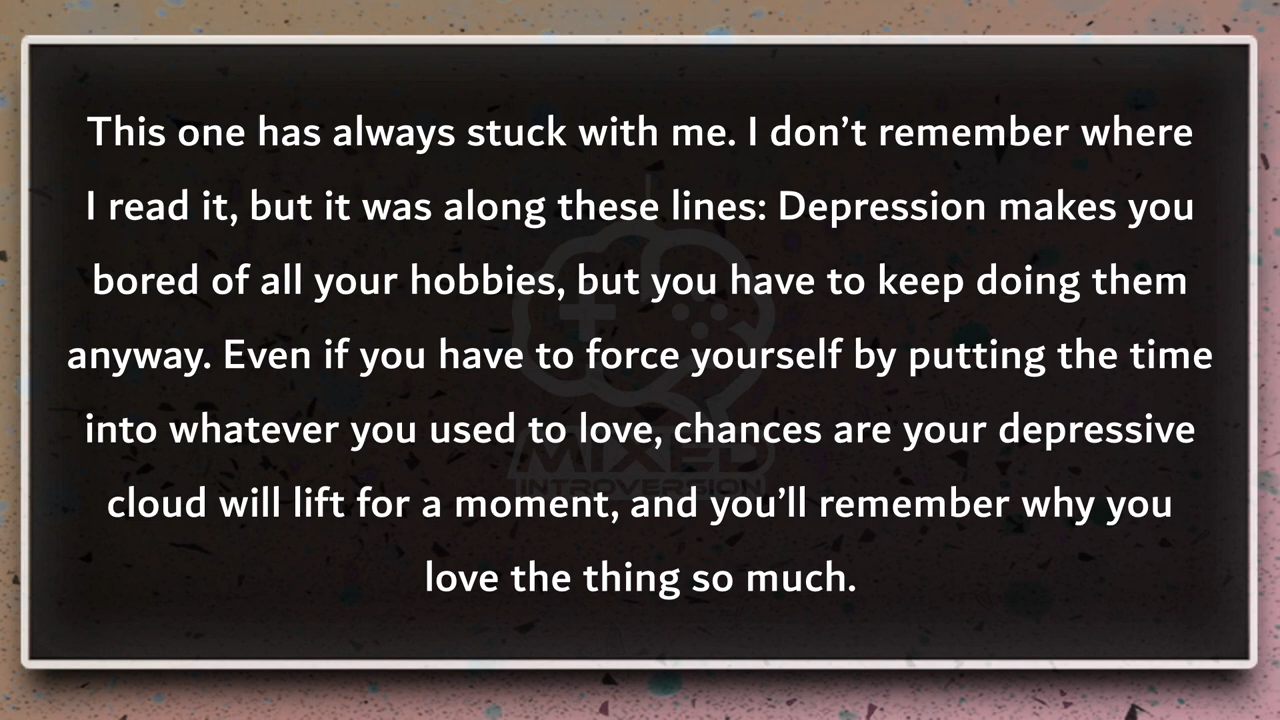 This one has always stuck with me. I don’t remember where
I read it, but it was along these lines: Depression makes you
bored of all your hobbies, but you have to keep doing them
anyway. Even if you have to force yourself by putting the time
into whatever you used to love, chances are your depressive
cloud will lift for a moment, and you’ll remember why you
love the thing so much.
MIXED
INTROVERSION